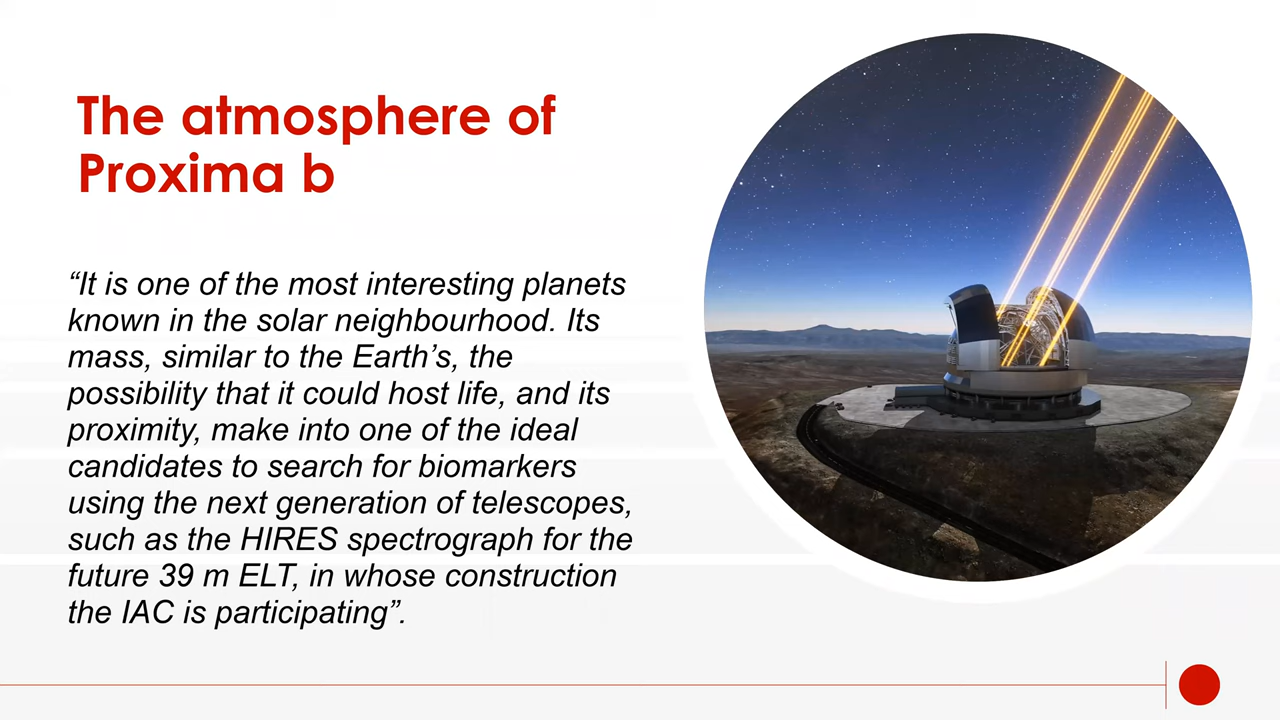 The atmosphere of
Proxima b
“It is one of the most interesting planets
known in the solar neighbourhood. Its
mass, similar to the Earth’s, the
possibility that it could host life, and its
proximity, make into one of the ideal
candidates to search for biomarkers
using the next generation of telescopes,
such as the HIRES spectrograph for the
future 39 m ELT, in whose construction
the IAC is participating”.